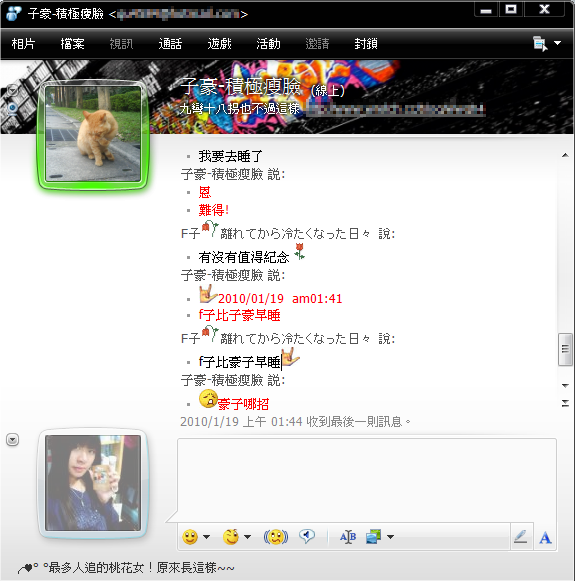 子豪-積極瘦臉 < >
相片 檔案 視訊 通話 遊戲 活動 邀請 封鎖
子豪-積極瘦臉 (線上)
九彎十八拐也不過這樣
我要去睡了
子豪-積極瘦臉 說:
恩
難得!
F子 離れてから冷たくなった日々 說:
有沒有值得紀念
子豪-積極瘦臉 說:
2010/01/19 am01:41
f子比子豪早睡
F子 離れてから冷たくなった日々 說:
f子比豪子早睡
子豪-積極瘦臉 說:
豪子哪招
2010/1/19 上午 01:44 收到最後一則訊息。
A
°°最多人追的桃花女！原來長這樣~~